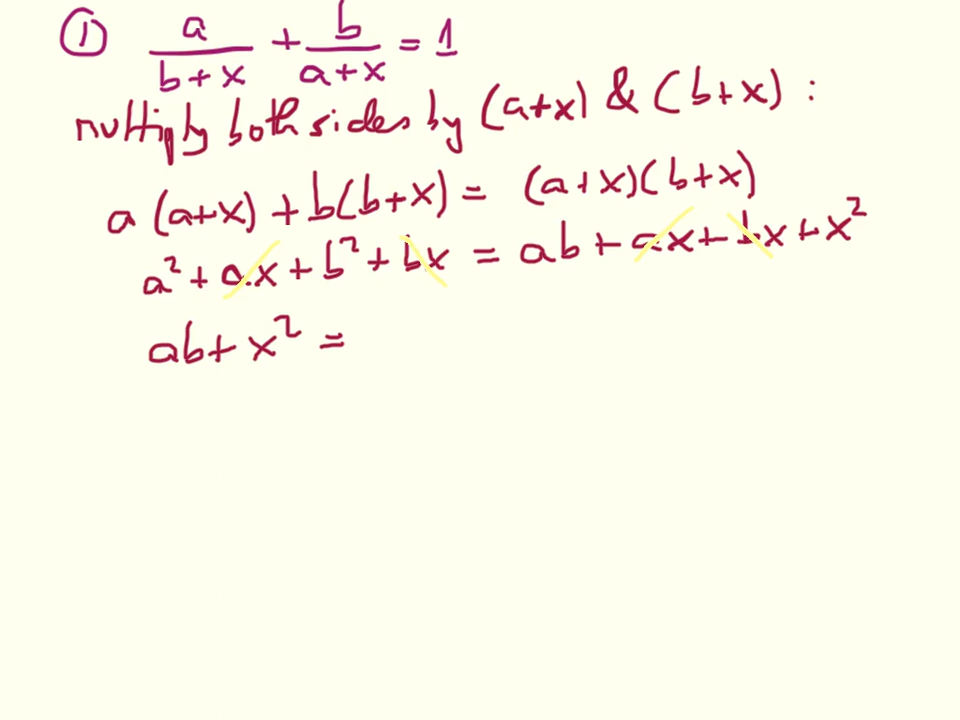 ① a/(b+x) + b/(a+x) = 1
multiply both sides by (a+x) & (b+x) :
a (a+x) + b(b+x) = (a+x)(b+x)
a² + ax + b² + bx = ab + ax + bx + x²
ab + x² =